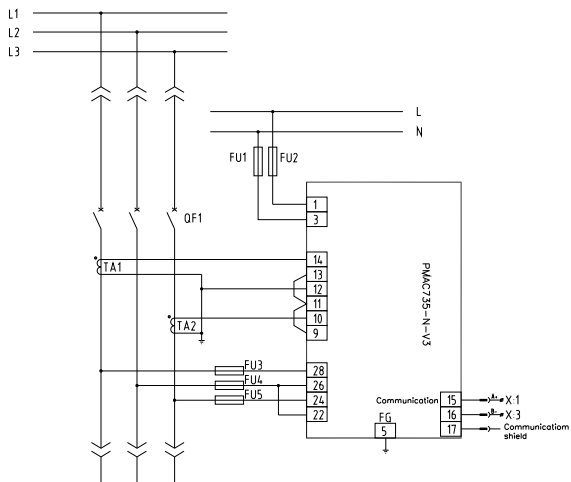 L1
L2
L3
L
N
FU1
FU2
1
3
QF1
14
13
12
11
10
9
TA1
TA2
PMAC735-N-V3
FU3
28
FU4
26
FU5
24
22
Communication
15
A+
X:1
16
B-
X:3
17
Communication
shield
FG
5